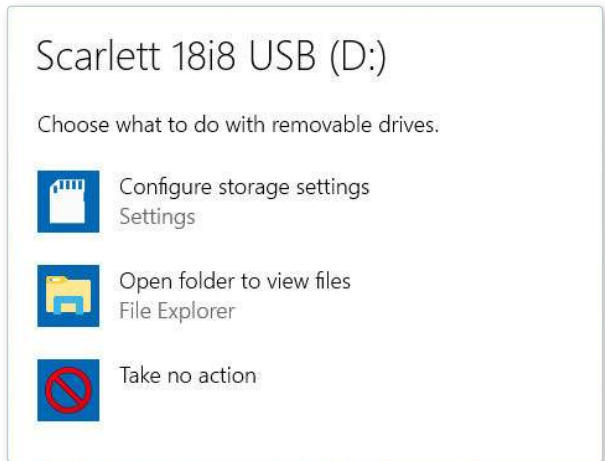 Scarlett 18i8 USB (D:)
Choose what to do with removable drives.
Configure storage settings
Settings
Open folder to view files
File Explorer
Take no action